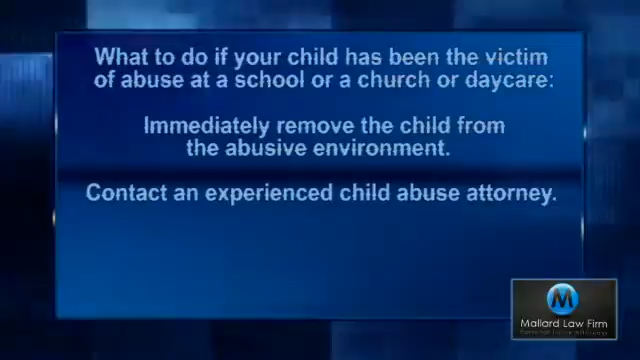 What to do if your child has been the victim
of abuse at a school or a church or daycare:
Immediately remove the child from
the abusive environment.
Contact an experienced child abuse attorney.
M
Mallard Law Firm